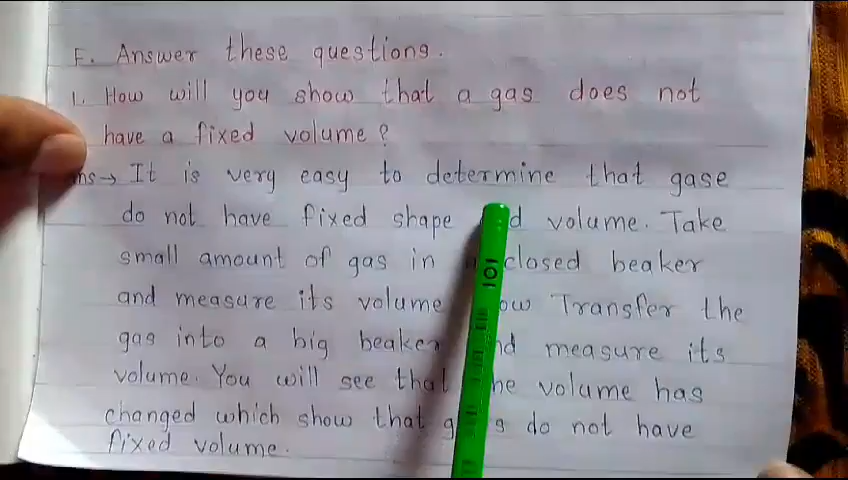 F. Answer these questions.
1. How will you show that a gas does not
have a fixed volume?
Ans→ It is very easy to determine that gase
do not have fixed shape volume. Take
small amount of gas in closed beaker
and measure its volume Transfer the
gas into a big beaker measure its
volume. You will see that volume has
changed which show that do not have
fixed volume.
101